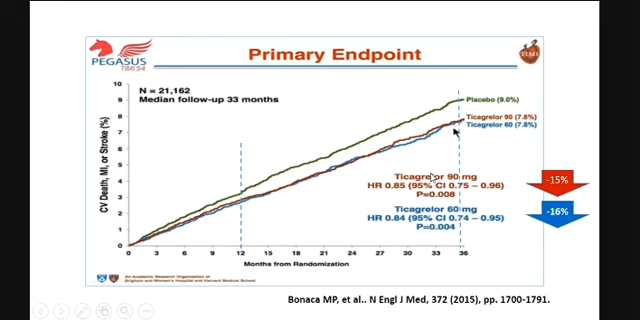 Primary Endpoint
PEGASUS
TIMI 54
TIMI
N = 21,162
Median follow-up 33 months
CV Death, MI, or Stroke (%)
10
9
8
7
6
5
4
3
2
1
0
Placebo (9.0%)
Ticagrelor 90 (7.8%)
Ticagrelor 60 (7.8%)
Ticagrelor 90 mg
HR 0.85 (95% CI 0.75 – 0.96)
P=0.008
-15%
Ticagrelor 60 mg
HR 0.84 (95% CI 0.74 – 0.95)
P=0.004
-16%
0 3 6 9 12 15 18 21 24 27 30 33 36
Months from Randomization
An Academic Research Organization of
Brigham and Women's Hospital and Harvard Medical School
Bonaca MP, et al.. N Engl J Med, 372 (2015), pp. 1700-1791.